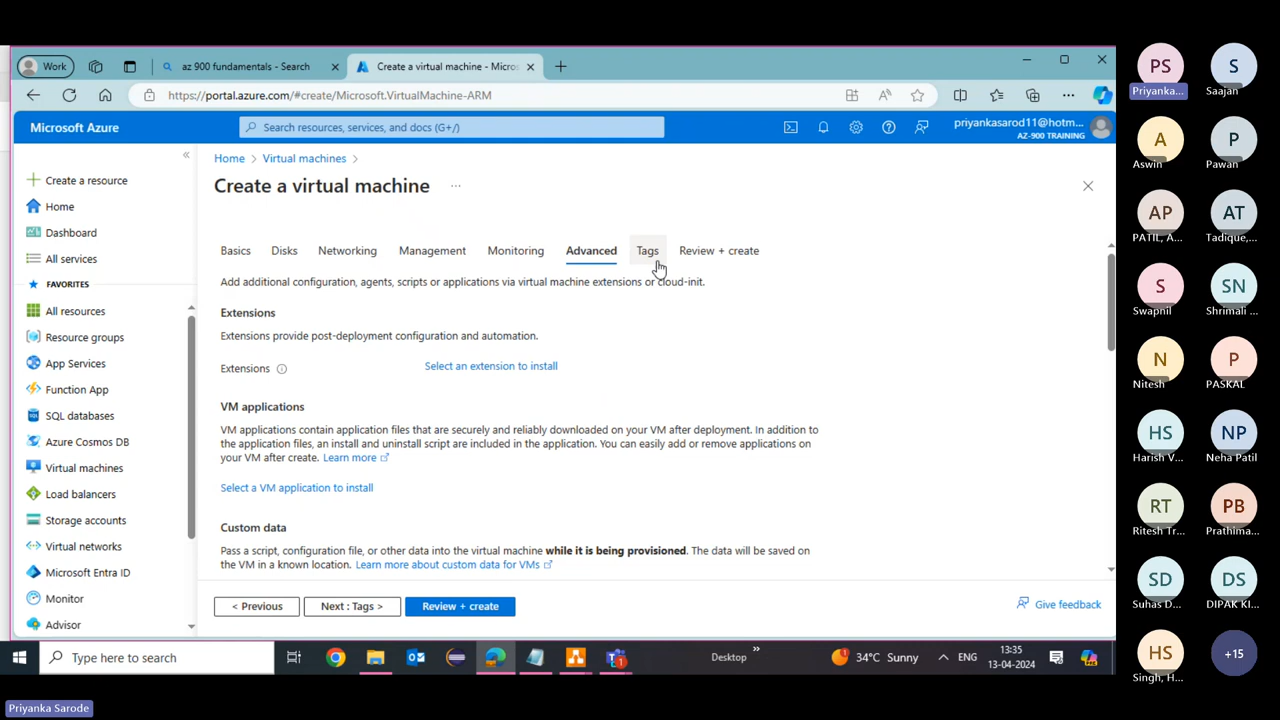 Work
az 900 fundamentals - Search
Create a virtual machine - Micros
https://portal.azure.com/#create/Microsoft.VirtualMachine-ARM
Microsoft Azure
Search resources, services, and docs (G+/)
priyankasarod11@hotm...
AZ-900 TRAINING
Create a resource
Home
Dashboard
All services
FAVORITES
All resources
Resource groups
App Services
Function App
SQL databases
Azure Cosmos DB
Virtual machines
Load balancers
Storage accounts
Virtual networks
Microsoft Entra ID
Monitor
Advisor
Home > Virtual machines >
Create a virtual machine ...
Basics Disks Networking Management Monitoring Advanced Tags Review + create
Add additional configuration, agents, scripts or applications via virtual machine extensions or cloud-init.
Extensions
Extensions provide post-deployment configuration and automation.
Extensions Select an extension to install
VM applications
VM applications contain application files that are securely and reliably downloaded on your VM after deployment. In addition to
the application files, an install and uninstall script are included in the application. You can easily add or remove applications on
your VM after create. Learn more
Select a VM application to install
Custom data
Pass a script, configuration file, or other data into the virtual machine while it is being provisioned. The data will be saved on
the VM in a known location. Learn more about custom data for VMs
< Previous
Next : Tags >
Review + create
Give feedback
Type here to search
1
Desktop
34°C Sunny
ENG
13:35
13-04-2024
PS
Priyanka...
S
Saajan
A
Aswin
P
Pawan
AP
PATIL, A...
AT
Tadique,...
S
Swapnil
SN
Shrimali ...
N
Nitesh
P
PASKAL
HS
Harish V...
NP
Neha Patil
RT
Ritesh Tr...
PB
Prathima...
SD
Suhas D...
DS
DIPAK KI...
HS
Singh, H...
+15
Priyanka Sarode